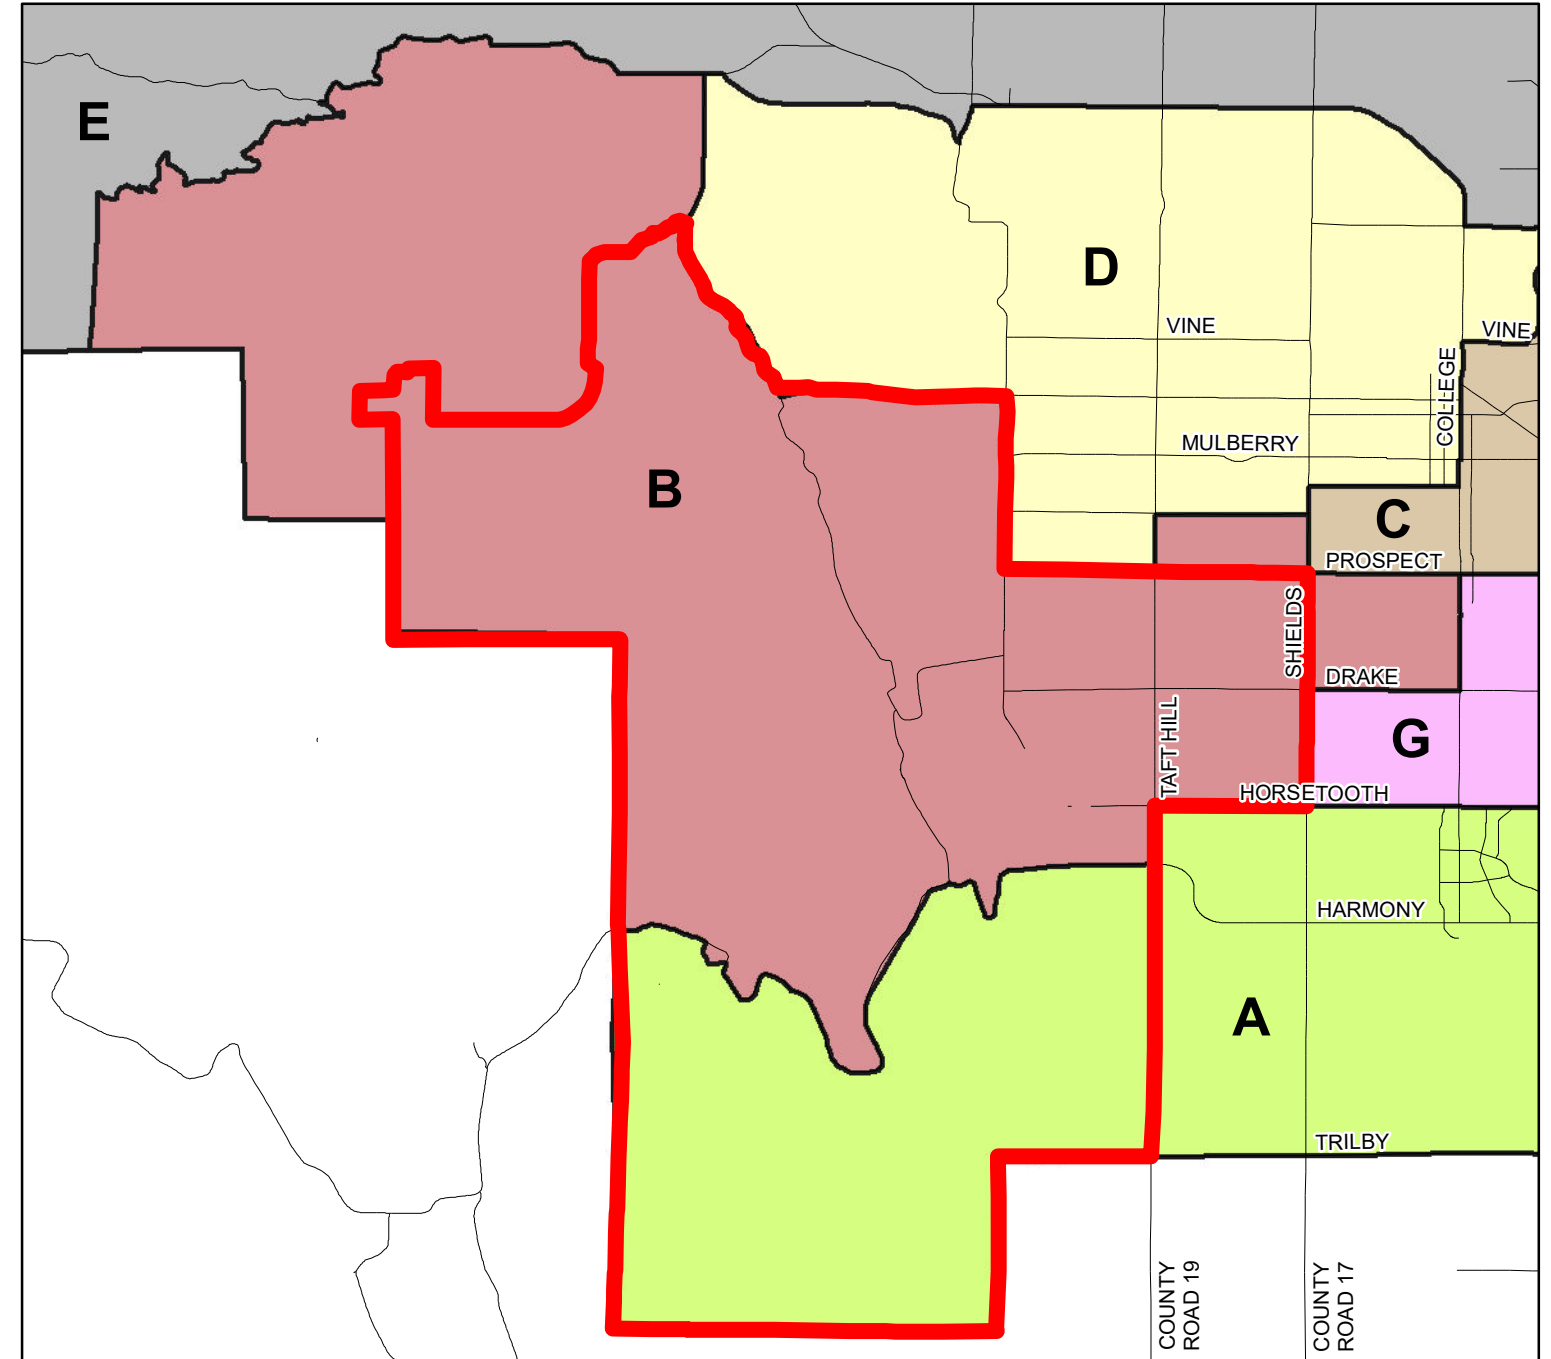 E
D
VINE
VINE
COLLEGE
MULBERRY
B
C
PROSPECT
SHIELDS
DRAKE
TAFT HILL
G
HORSETOOTH
HARMONY
A
TRILBY
COUNTY
ROAD 19
COUNTY
ROAD 17